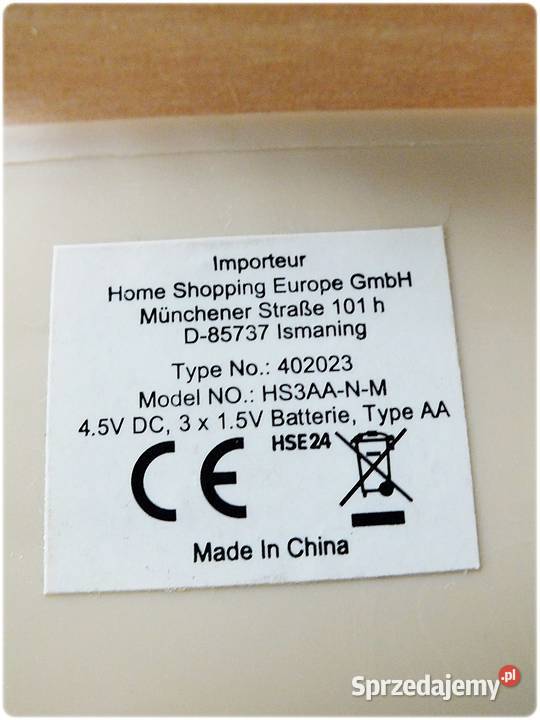 Importeur
Home Shopping Europe GmbH
Münchener Straße 101 h
D-85737 Ismaning
Type No.: 402023
Model NO.: HS3AA-N-M
4.5V DC, 3 x 1.5V Batterie, Type AA
HSE24
CE
Made In China
Sprzedajemy.pl